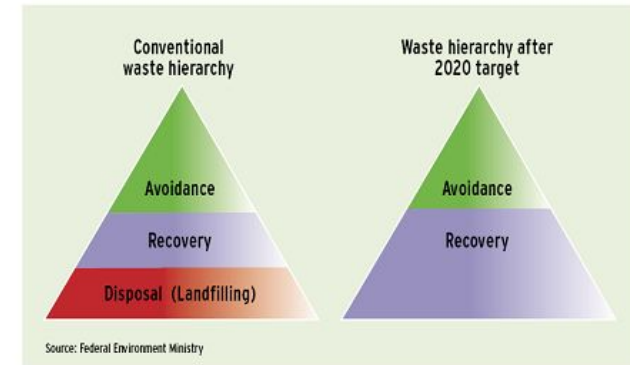 Conventional
waste hierarchy
Avoidance
Recovery
Disposal (Landfilling)
Waste hierarchy after
2020 target
Avoidance
Recovery
Source: Federal Environment Ministry